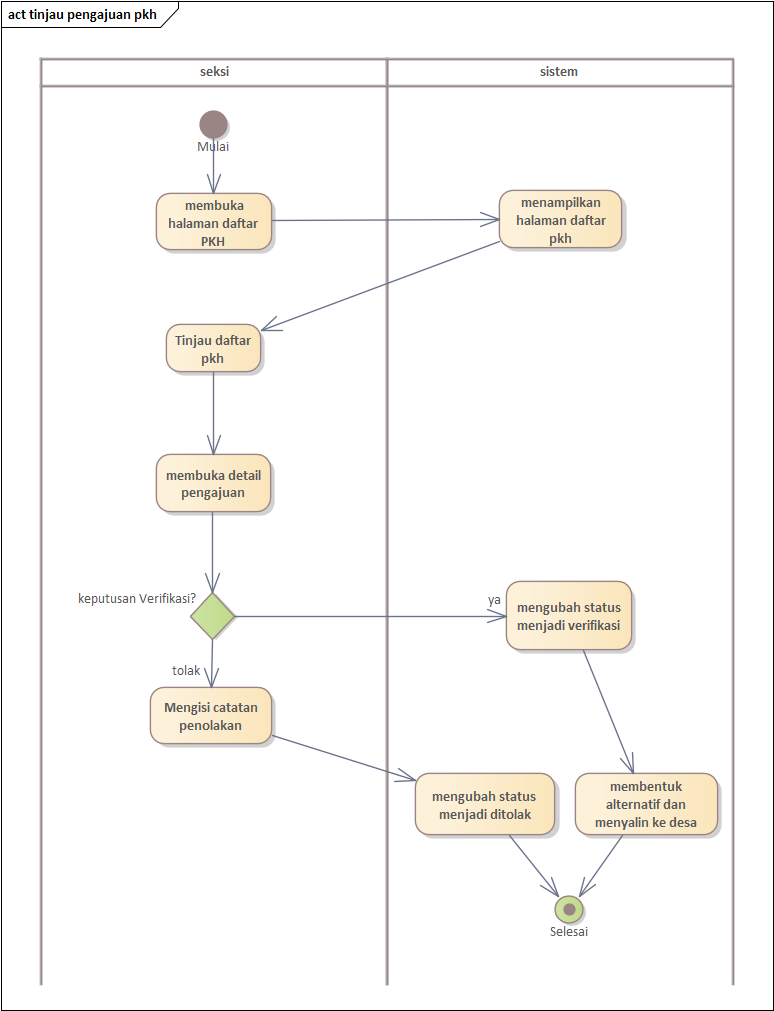 act tinjau pengajuan pkh
seksi
sistem
Mulai
membuka
halaman daftar
PKH
menampilkan
halaman daftar
pkh
Tinjau daftar
pkh
membuka detail
pengajuan
keputusan Verifikasi?
ya
mengubah status
menjadi verifikasi
tolak
Mengisi catatan
penolakan
mengubah status
menjadi ditolak
membentuk
alternatif dan
menyalin ke desa
Selesai